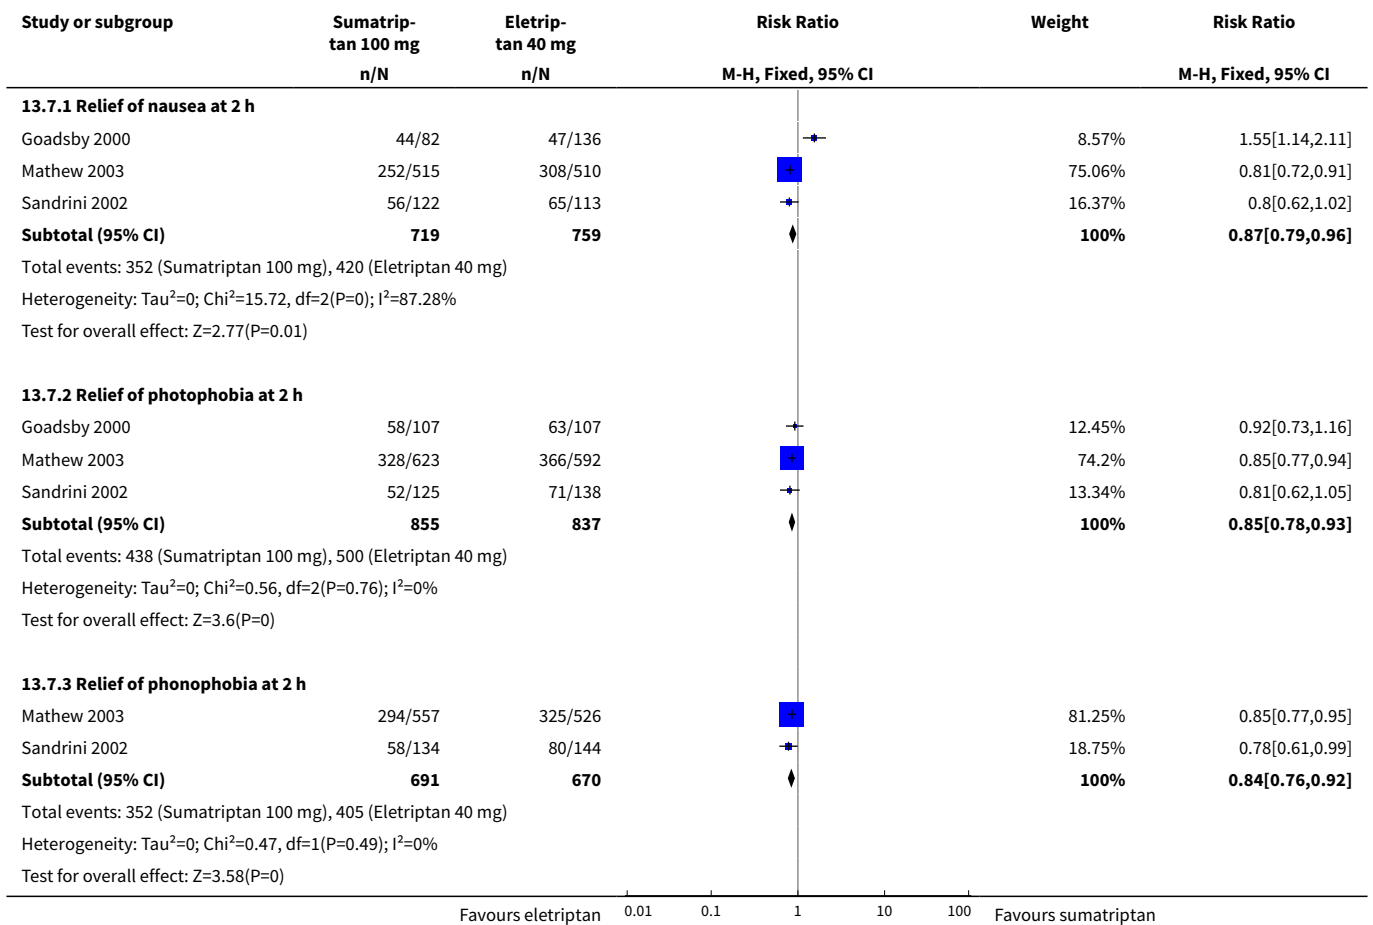 Study or subgroup Sumatrip- Eletrip- Risk Ratio Weight Risk Ratio
tan 100 mg tan 40 mg
n/N n/N M-H, Fixed, 95% CI M-H, Fixed, 95% CI
13.7.1 Relief of nausea at 2 h
Goadsby 2000 44/82 47/136 8.57% 1.55[1.14,2.11]
Mathew 2003 252/515 308/510 75.06% 0.81[0.72,0.91]
Sandrini 2002 56/122 65/113 16.37% 0.8[0.62,1.02]
Subtotal (95% CI) 719 759 100% 0.87[0.79,0.96]
Total events: 352 (Sumatriptan 100 mg), 420 (Eletriptan 40 mg)
Heterogeneity: Tau²=0; Chi²=15.72, df=2(P=0); I²=87.28%
Test for overall effect: Z=2.77(P=0.01)
13.7.2 Relief of photophobia at 2 h
Goadsby 2000 58/107 63/107 12.45% 0.92[0.73,1.16]
Mathew 2003 328/623 366/592 74.2% 0.85[0.77,0.94]
Sandrini 2002 52/125 71/138 13.34% 0.81[0.62,1.05]
Subtotal (95% CI) 855 837 100% 0.85[0.78,0.93]
Total events: 438 (Sumatriptan 100 mg), 500 (Eletriptan 40 mg)
Heterogeneity: Tau²=0; Chi²=0.56, df=2(P=0.76); I²=0%
Test for overall effect: Z=3.6(P=0)
13.7.3 Relief of phonophobia at 2 h
Mathew 2003 294/557 325/526 81.25% 0.85[0.77,0.95]
Sandrini 2002 58/134 80/144 18.75% 0.78[0.61,0.99]
Subtotal (95% CI) 691 670 100% 0.84[0.76,0.92]
Total events: 352 (Sumatriptan 100 mg), 405 (Eletriptan 40 mg)
Heterogeneity: Tau²=0; Chi²=0.47, df=1(P=0.49); I²=0%
Test for overall effect: Z=3.58(P=0)
Favours eletriptan 0.01 0.1 1 10 100 Favours sumatriptan